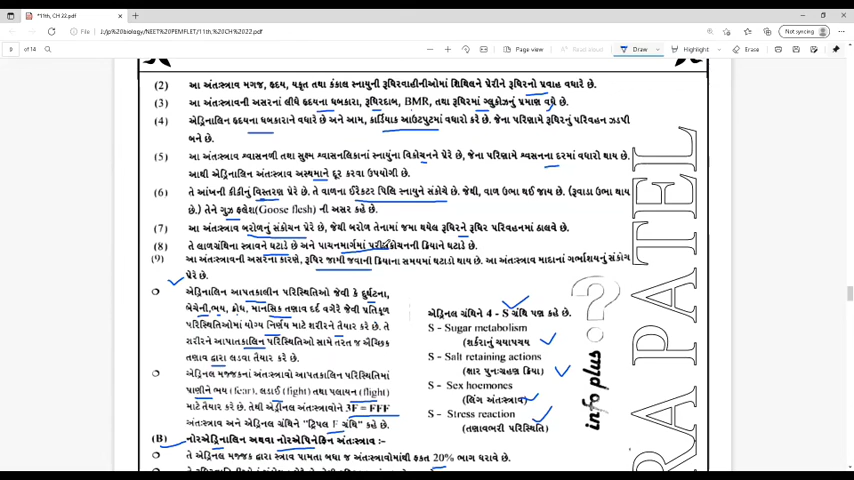 *11th, CH 22.pdf
Not syncing
File
J:/p%20biology/NEET%20PEMFLET/11th,%20CH%2022.pdf
9 of 14
Page view
Read aloud
Draw
Highlight
Erase
(2) આ અંતઃસ્ત્રાવ મગજ, હૃદય, યકૃત તથા કંકાલ સ્નાયુની રૂધિરવાહીનીઓમાં શિથિલને પ્રેરીને રૂધિરનો પ્રવાહ વધારે છે.
(3) આ અંતઃસ્ત્રાવની અસરનાં લીધે હૃદયના ધબકારા, રૂધિરદાબ, BMR, તથા રૂધિરમાં ગ્લુકોઝનું પ્રમાણ વધે છે.
(4) એડ્રિનાલિન હૃદયના ધબકારાને વધારે છે અને આમ, કાર્ડિયાક આઉટપુટમાં વધારો કરે છે. જેના પરિણામે રૂધિરનું પરિવહન ઝડપી
બને છે.
(5) આ અંતઃસ્ત્રાવ શ્વાસનળી તથા સુક્ષ્મ શ્વાસનલિકાનાં સ્નાયુંના વિકોચનને પ્રેરે છે, જેના પરિણામે શ્વસનના દરમાં વધારો થાય છે.
આથી એડ્રિનાલિન અંતઃસ્ત્રાવ અસ્થમાને દૂર કરવા ઉપયોગી છે.
(6) તે આંખની કીકીનું વિસ્તરણ પ્રેરે છે. તે વાળના ઈરેકટર પિલિ સ્નાયુને સંકોચે છે. જેથી, વાળ ઉભા થઈ જાય છે. (રૂવાડા ઉભા થાય
છે.) તેને ગુઝ ફ્લેશ(Goose flesh) ની અસર કહે છે.
(7) આ અંતઃસ્ત્રાવ બરોળનું સંકોચન પ્રેરે છે, જેથી બરોળ તેનામાં જમા થયેલ રૂધિરને રૂધિર પરિવહનમાં ઠાલવે છે.
(8) તે લાળગ્રંથિના સ્ત્રાવને ઘટાડે છે અને પાચનમાર્ગમાં પરીસંકોચનની ક્રિયાને ઘટાડે છે.
(9) આ અંતઃસ્ત્રાવની અસરના કારણે, રૂધિર જામી જવાની ક્રિયાના સમયમાં ઘટાડો થાય છે. આ અંતઃસ્ત્રાવ માદાનાં ગર્ભાશયનું સંકોચ
પ્રેરે છે.
એડ્રિનાલિન આપતકાલીન પરિસ્થિતિઓ જેવી કે દુર્ઘટના,
બેચેની, ભય, ક્રોધ, માનસિક તણાવ દર્દ વગેરે જેવી પ્રતિકૂળ
પરિસ્થિતિઓમાં યોગ્ય નિર્ણય માટે શરીરને તૈયાર કરે છે. તે
શરીરને આપાતકાલિન પરિસ્થિતિઓ સામે તરત જ એચ્છિક
તણાવ દ્વારા લડવા તૈયાર કરે છે.
એડ્રિનલ મજ્જકનાં અંતઃસ્ત્રાવો આપાતકાલીન પરિસ્થિતિમાં
પાણીને ભય (fear), લડાઈ (fight) તથા પલાયન (flight)
માટે તૈયાર કરે છે. તેથી એડ્રીનલ અંતઃસ્ત્રાવોને 3F = FFF
અંતઃસ્ત્રાવ અને એડ્રિનલ ગ્રંથિને “ટ્રિપલ F ગ્રંથિ” કહે છે.
એડ્રિનલ ગ્રંથિને 4 - S ગ્રંથિ પણ કહે છે.
S - Sugar metabolism
(શર્કરાનું ચયાપચય
S - Salt retaining actions
(ક્ષાર પુનઃગ્રહણ ક્રિયા)
S - Sex hoemones
(લિંગ અંતઃસ્ત્રાવ)
S - Stress reaction
(તણાવભરી પરિસ્થિતિ)
info plus ?
(B) નોરએડ્રિનાલિન અથવા નોરએપિનેફ્રિન અંતઃસ્ત્રાવ :-
તે એડ્રિનલ મજ્જક દ્વારા સ્ત્રાવ પામતા બધા જ અંતઃસ્ત્રાવોમાંથી ફકત 20% ભાગ ધરાવે છે.
RA PATEL